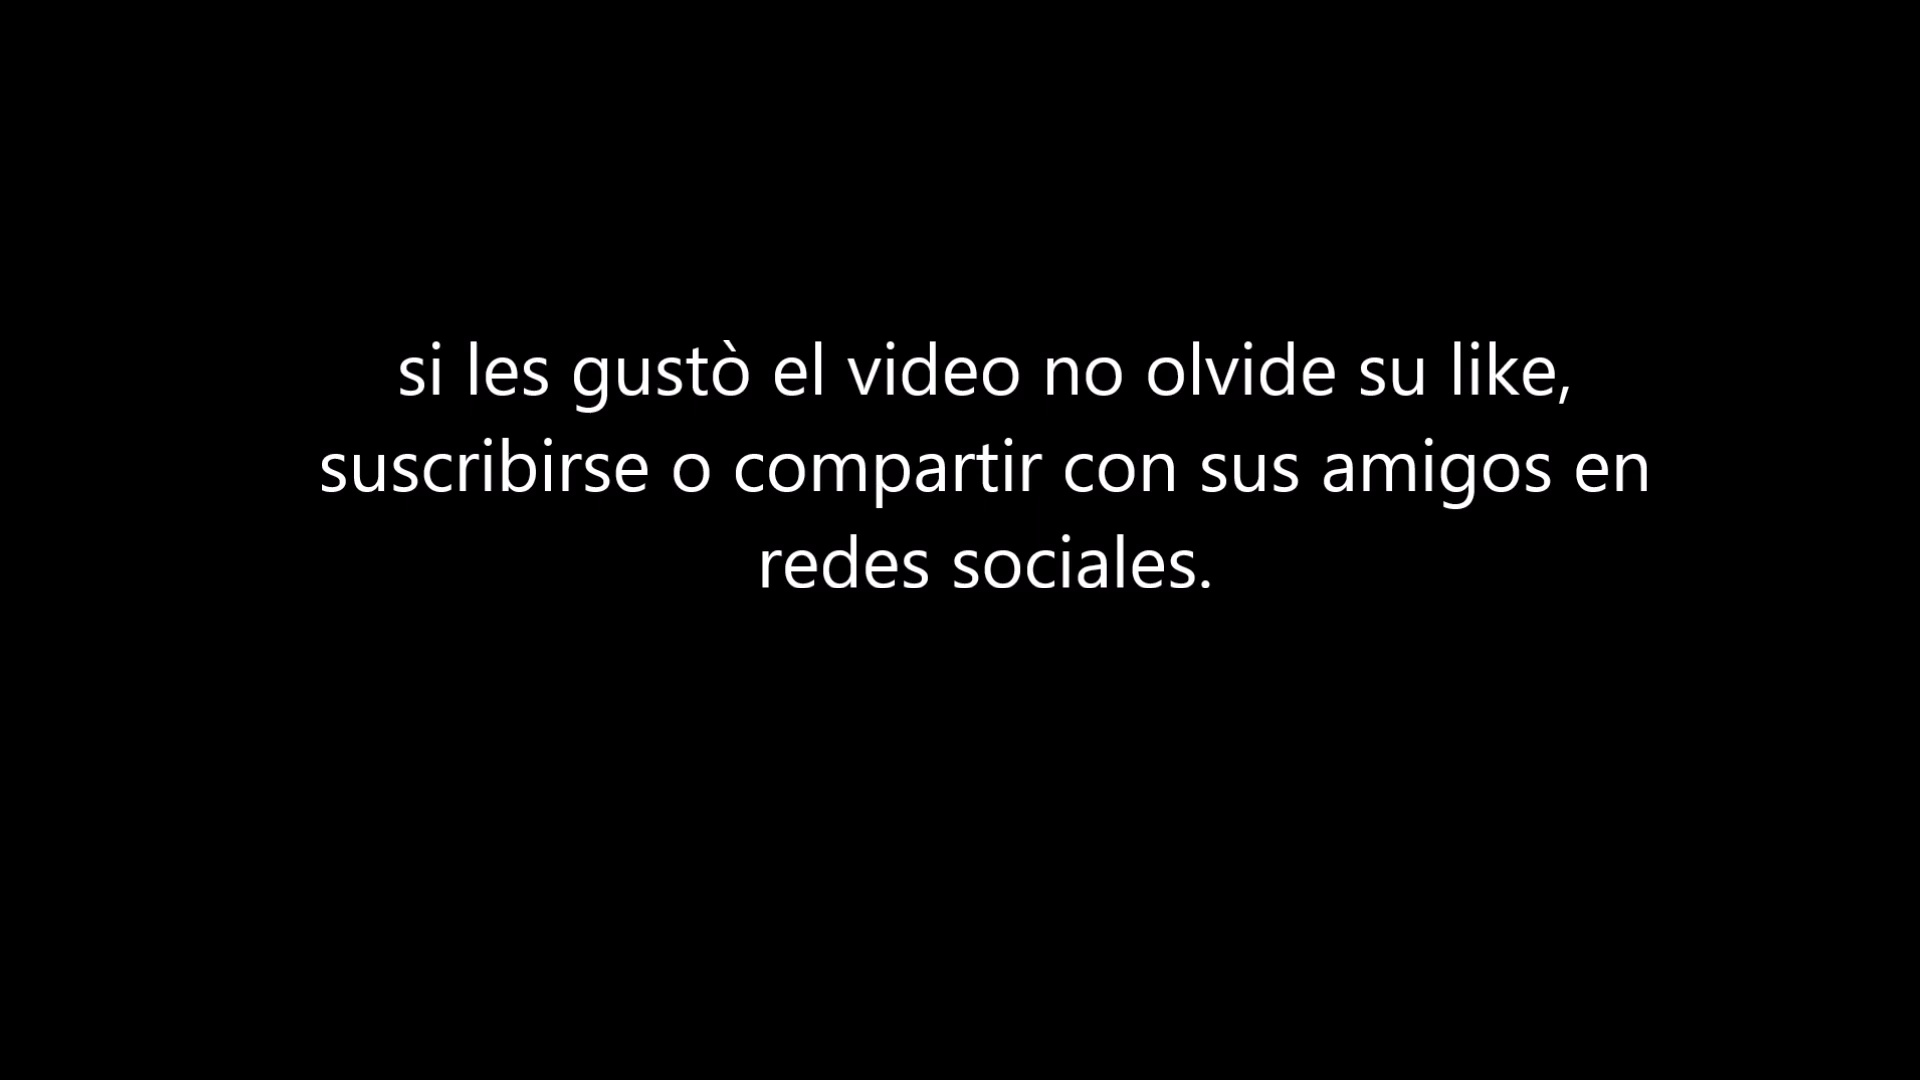 si les gustò el video no olvide su like,
suscribirse o compartir con sus amigos en
redes sociales.